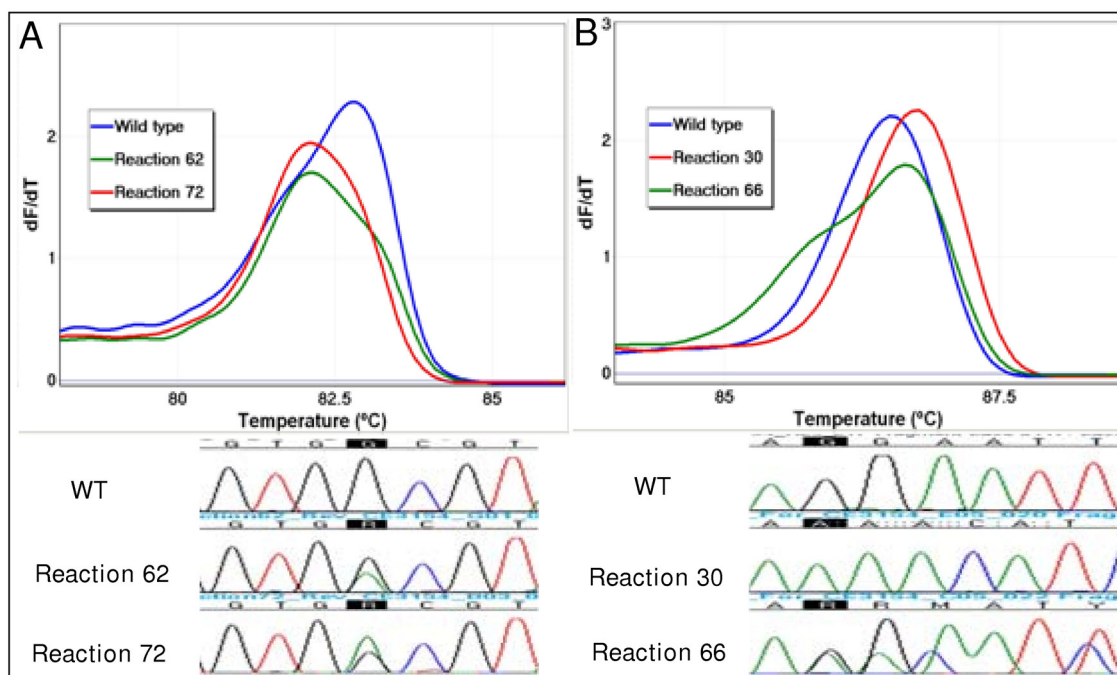 A
dF/dT
2
1
0
Wild type
Reaction 62
Reaction 72
80
82.5
85
Temperature (ºC)
B
dF/dT
3
2
1
0
Wild type
Reaction 30
Reaction 66
85
87.5
Temperature (ºC)
WT
G T G G C G T
Reaction 62
G T G R C G T
Reaction 72
G T G R C G T
WT
A G G A A T T
Reaction 30
A A A A C A T
Reaction 66
A R R M A T Y